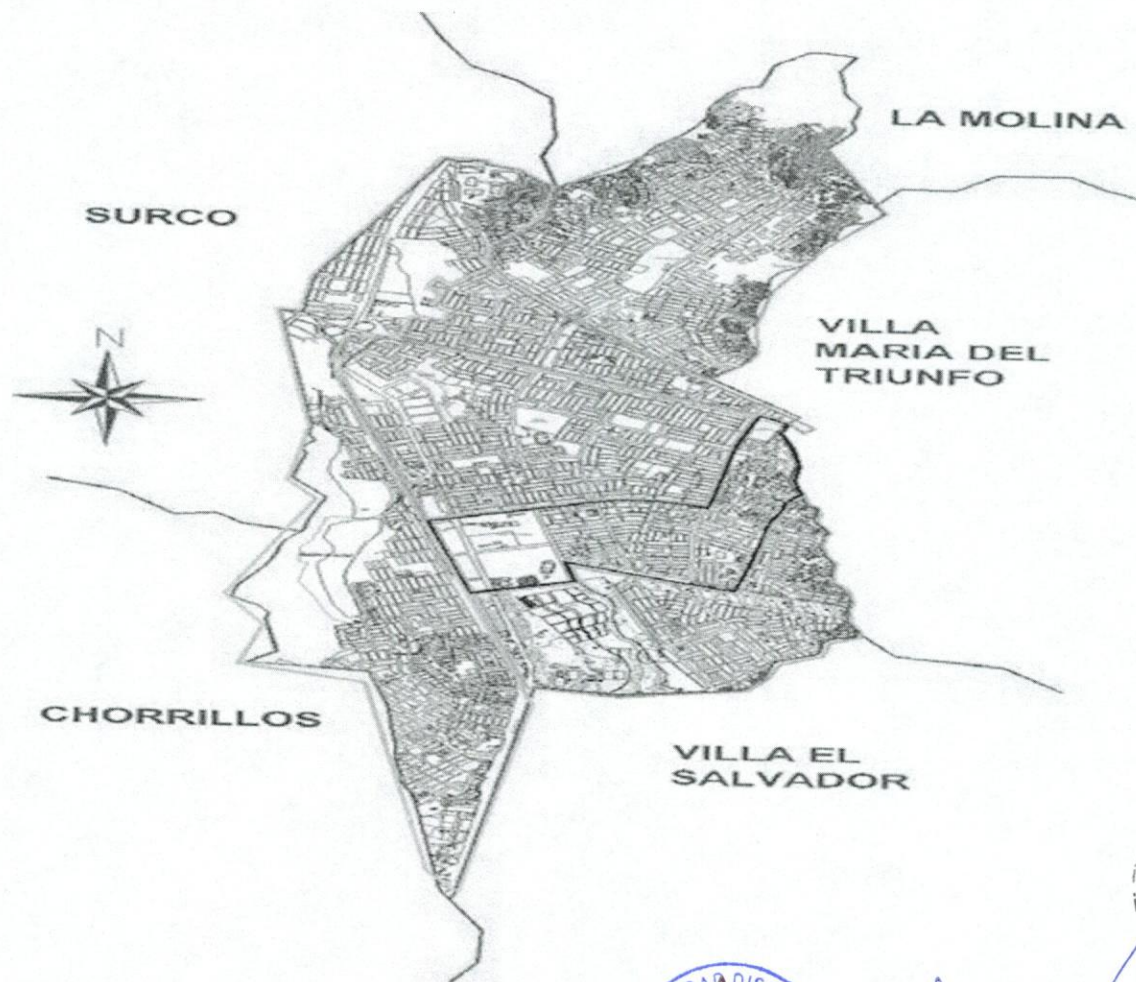 LA MOLINA
SURCO
N
VILLA
MARIA DEL
TRIUNFO
CHORRILLOS
VILLA EL
SALVADOR